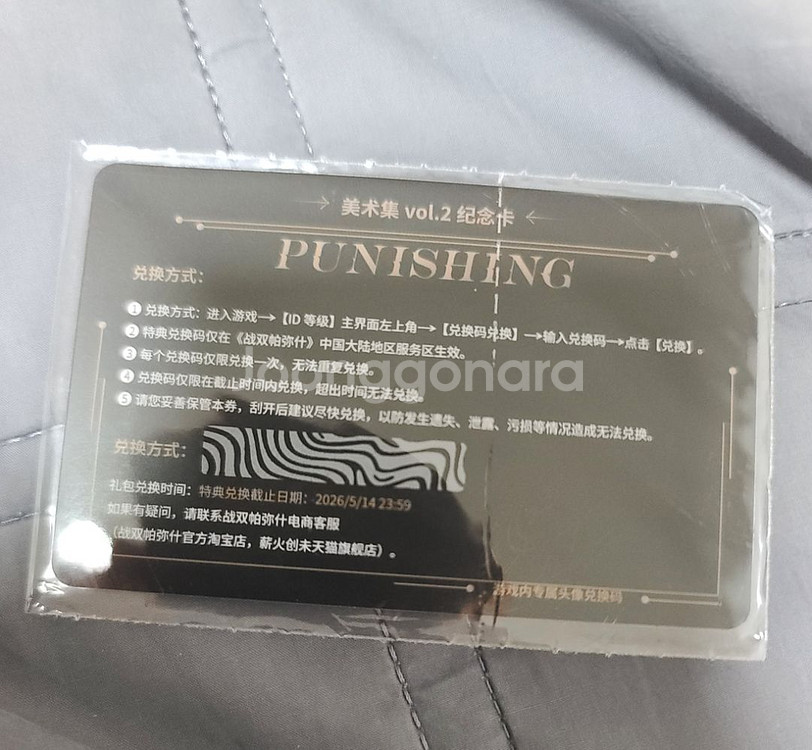 美术集 vol.2 纪念卡
PUNISHING
兑换方式：
① 兑换方式：进入游戏→【ID 等级】主界面左上角→【兑换码兑换】→输入兑换码→点击【兑换】。
② 特典兑换码仅在《战双帕弥什》中国大陆地区服务区生效。
③ 每个兑换码仅限兑换一次，无法重复兑换。
④ 兑换码仅限在截止时间内兑换，超出时间无法兑换。
⑤ 请您妥善保管本券，刮开后建议尽快兑换，以防发生遗失、泄露、污损等情况造成无法兑换。
兑换方式：
礼包兑换时间：特典兑换截止日期：2026/5/14 23:59
如果有疑问，请联系战双帕弥什电商客服
（战双帕弥什官方淘宝店，薪火创未天猫旗舰店）。
游戏内专属头像兑换码